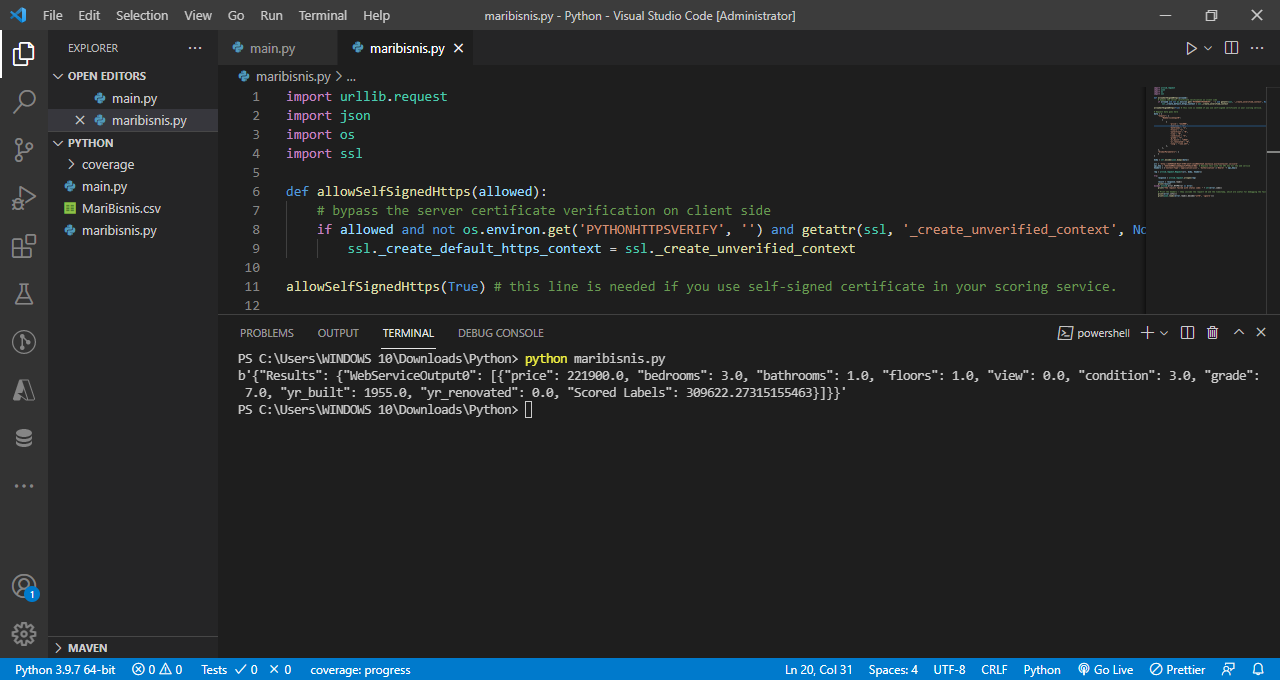 File Edit Selection View Go Run Terminal Help maribisnis.py - Python - Visual Studio Code [Administrator]
EXPLORER
main.py maribisnis.py
OPEN EDITORS
maribisnis.py > ...
main.py
maribisnis.py
PYTHON
coverage
main.py
MariBisnis.csv
maribisnis.py
1 import urllib.request
2 import json
3 import os
4 import ssl
5
6 def allowSelfSignedHttps(allowed):
7 # bypass the server certificate verification on client side
8 if allowed and not os.environ.get('PYTHONHTTPSVERIFY', '') and getattr(ssl, '_create_unverified_context', No
9 ssl._create_default_https_context = ssl._create_unverified_context
10
11 allowSelfSignedHttps(True) # this line is needed if you use self-signed certificate in your scoring service.
12
PROBLEMS OUTPUT TERMINAL DEBUG CONSOLE powershell
PS C:\Users\WINDOWS 10\Downloads\Python> python maribisnis.py
b'{"Results": {"WebServiceOutput0": [{"price": 221900.0, "bedrooms": 3.0, "bathrooms": 1.0, "floors": 1.0, "view": 0.0, "condition": 3.0, "grade":
7.0, "yr_built": 1955.0, "yr_renovated": 0.0, "Scored Labels": 309622.27315155463}]}}'
PS C:\Users\WINDOWS 10\Downloads\Python>
1
MAVEN
Python 3.9.7 64-bit 0 0 Tests 0 0 coverage: progress Ln 20, Col 31 Spaces: 4 UTF-8 CRLF Python Go Live Prettier